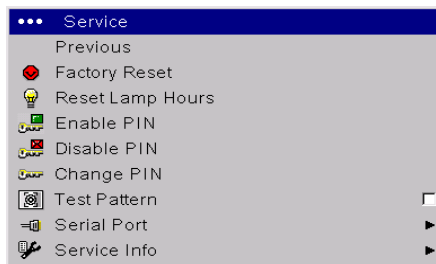 Service
Previous
Factory Reset
Reset Lamp Hours
Enable PIN
Disable PIN
Change PIN
Test Pattern
Serial Port
Service Info